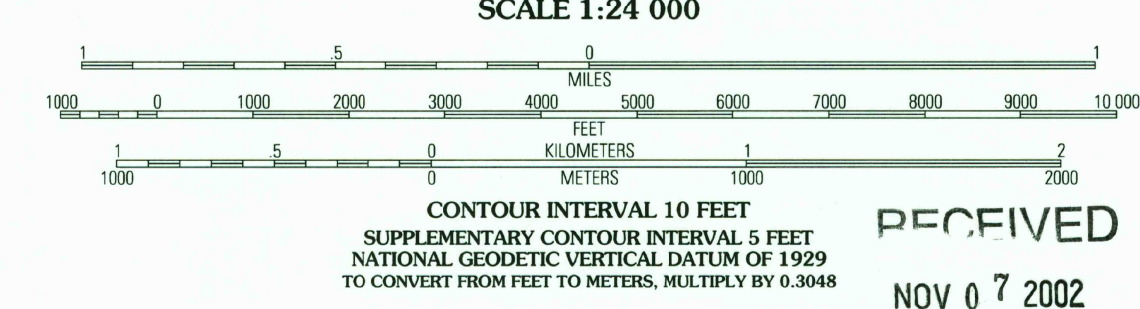 SCALE 1:24 000
1 .5 0 1
MILES
1000 0 1000 2000 3000 4000 5000 6000 7000 8000 9000 10 000
FEET
1 .5 0 KILOMETERS 1 2
1000 0 METERS 1000 2000
CONTOUR INTERVAL 10 FEET
SUPPLEMENTARY CONTOUR INTERVAL 5 FEET
NATIONAL GEODETIC VERTICAL DATUM OF 1929
TO CONVERT FROM FEET TO METERS, MULTIPLY BY 0.3048
RECEIVED
NOV 0 7 2002